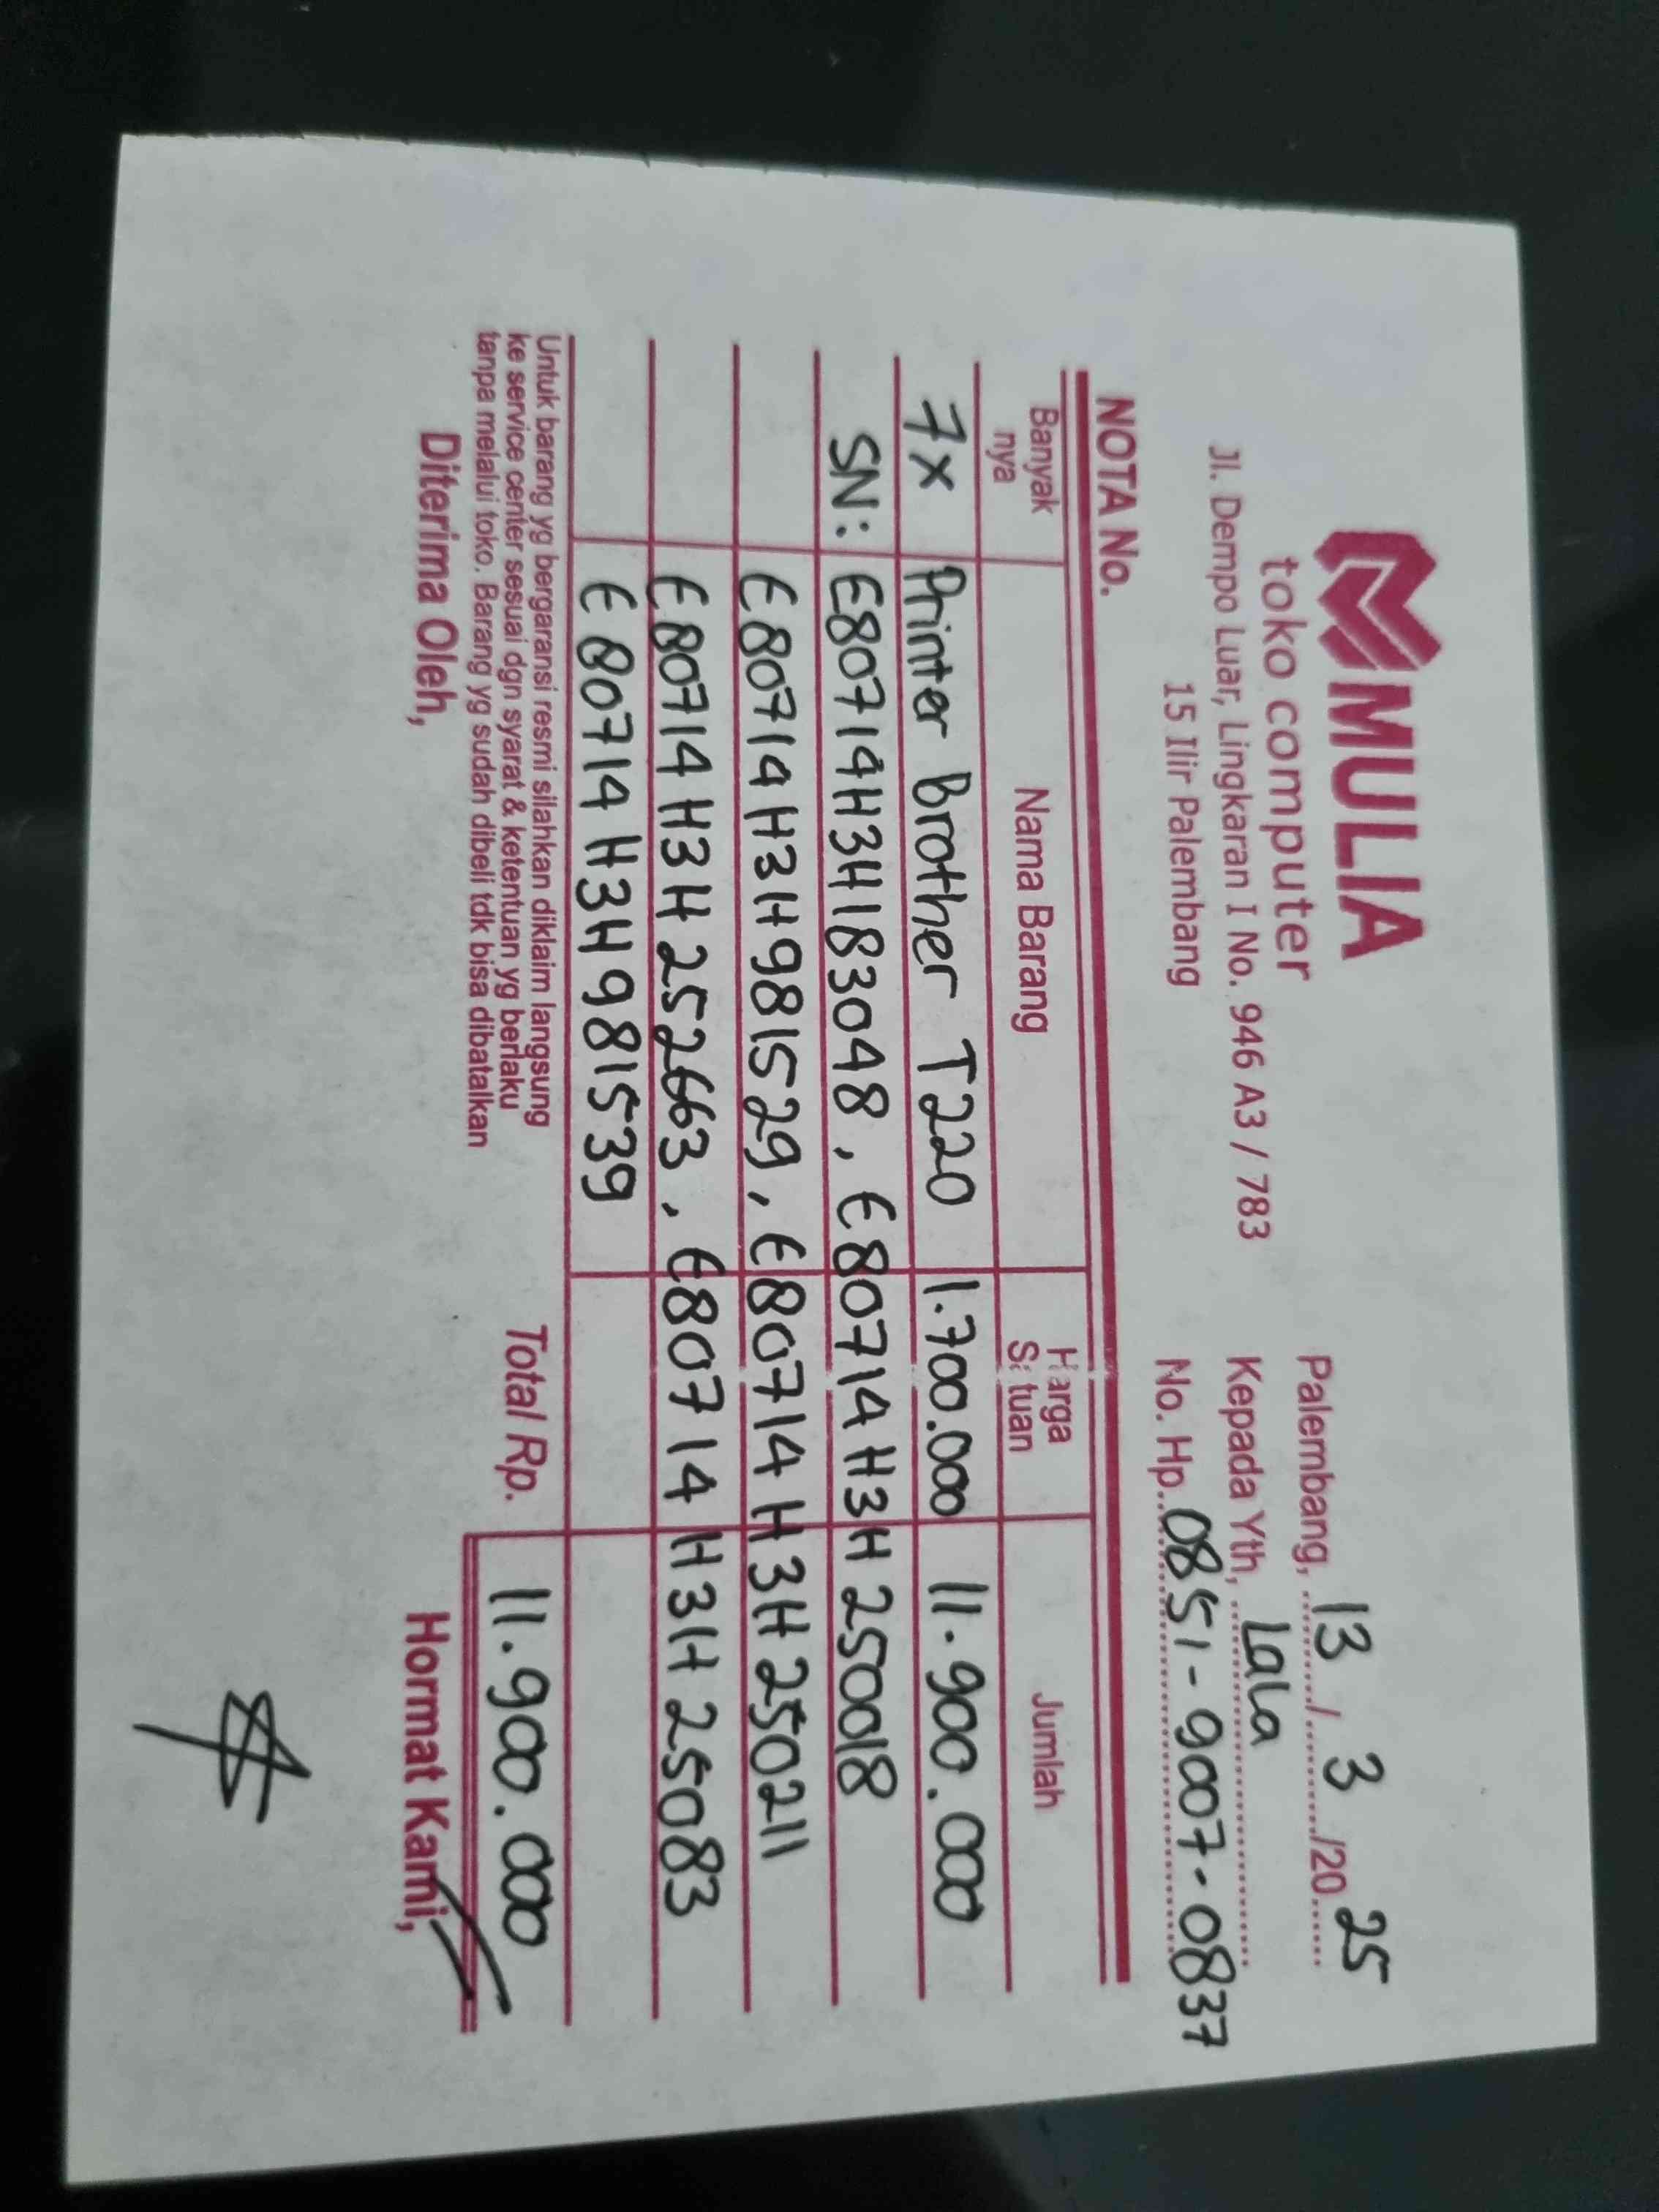 MULIA
toko computer
Jl. Dempo Luar, Lingkaran I No. 946 A3 / 783
15 Ilir Palembang
Palembang, 13 / 3 /20 25
Kepada Yth, Lala
No. Hp. 0851-9007-0837
NOTA No.
Banyak nya Nama Barang Harga Satuan Jumlah
7x Printer Brother T220 1.700.000 11.900.000
SN: E80714H3H183048, E80714H3H250018
E80714H3H981529, E80714H3H250211
E80714H3H252663, E80714H3H25083
E80714H3H981539
Untuk barang yg bergaransi resmi silahkan diklaim langsung
ke service center sesuai dgn syarat & ketentuan yg berlaku
tanpa melalui toko. Barang yg sudah dibeli tdk bisa dibatalkan
Total Rp. 11.900.000
Diterima Oleh, Hormat Kami,